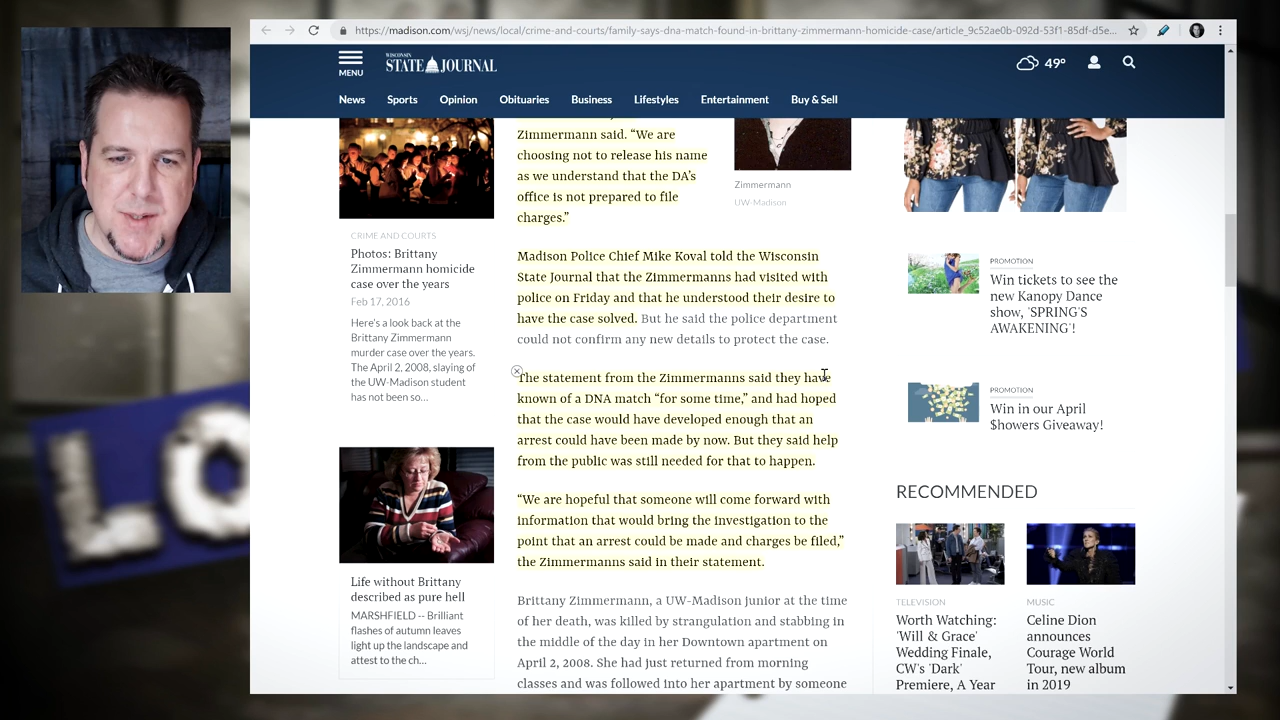 https://madison.com/wsj/news/local/crime-and-courts/family-says-dna-match-found-in-brittany-zimmermann-homicide-case/article_9c52ae0b-092d-53f1-85df-d5e...
MENU
WISCONSIN
STATE JOURNAL
49°
News
Sports
Opinion
Obituaries
Business
Lifestyles
Entertainment
Buy & Sell
CRIME AND COURTS
Photos: Brittany
Zimmermann homicide
case over the years
Feb 17, 2016
Here's a look back at the
Brittany Zimmermann
murder case over the years.
The April 2, 2008, slaying of
the UW-Madison student
has not been so...
Life without Brittany
described as pure hell
MARSHFIELD -- Brilliant
flashes of autumn leaves
light up the landscape and
attest to the ch...
Zimmermann said. “We are
choosing not to release his name
as we understand that the DA’s
office is not prepared to file
charges.”
Zimmermann
UW-Madison
Madison Police Chief Mike Koval told the Wisconsin
State Journal that the Zimmermanns had visited with
police on Friday and that he understood their desire to
have the case solved. But he said the police department
could not confirm any new details to protect the case.
The statement from the Zimmermanns said they have
known of a DNA match “for some time,” and had hoped
that the case would have developed enough that an
arrest could have been made by now. But they said help
from the public was still needed for that to happen.
“We are hopeful that someone will come forward with
information that would bring the investigation to the
point that an arrest could be made and charges be filed,”
the Zimmermanns said in their statement.
Brittany Zimmermann, a UW-Madison junior at the time
of her death, was killed by strangulation and stabbing in
the middle of the day in her Downtown apartment on
April 2, 2008. She had just returned from morning
classes and was followed into her apartment by someone
PROMOTION
Win tickets to see the
new Kanopy Dance
show, 'SPRING'S
AWAKENING'!
PROMOTION
Win in our April
$howers Giveaway!
RECOMMENDED
TELEVISION
Worth Watching:
'Will & Grace'
Wedding Finale,
CW's 'Dark'
Premiere, A Year
MUSIC
Celine Dion
announces
Courage World
Tour, new album
in 2019
LO